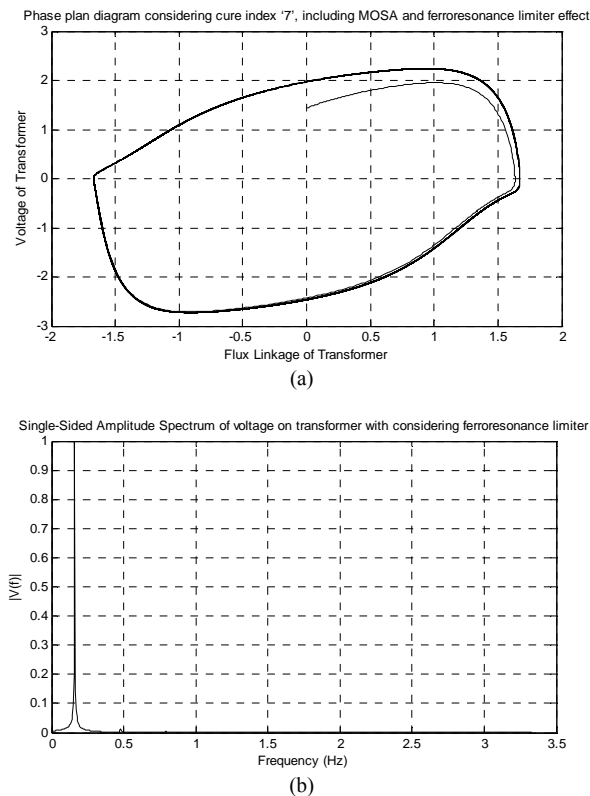 Phase plan diagram considering cure index '7', including MOSA and ferroresonance limiter effect
3
2
1
0
-1
-2
-3
Voltage of Transformer
-2 -1.5 -1 -0.5 0 0.5 1 1.5 2
Flux Linkage of Transformer
(a)
Single-Sided Amplitude Spectrum of voltage on transformer with considering ferroresonance limiter
1
0.9
0.8
0.7
0.6
0.5
0.4
0.3
0.2
0.1
0
|V(f)|
0 0.5 1 1.5 2 2.5 3 3.5
Frequency (Hz)
(b)